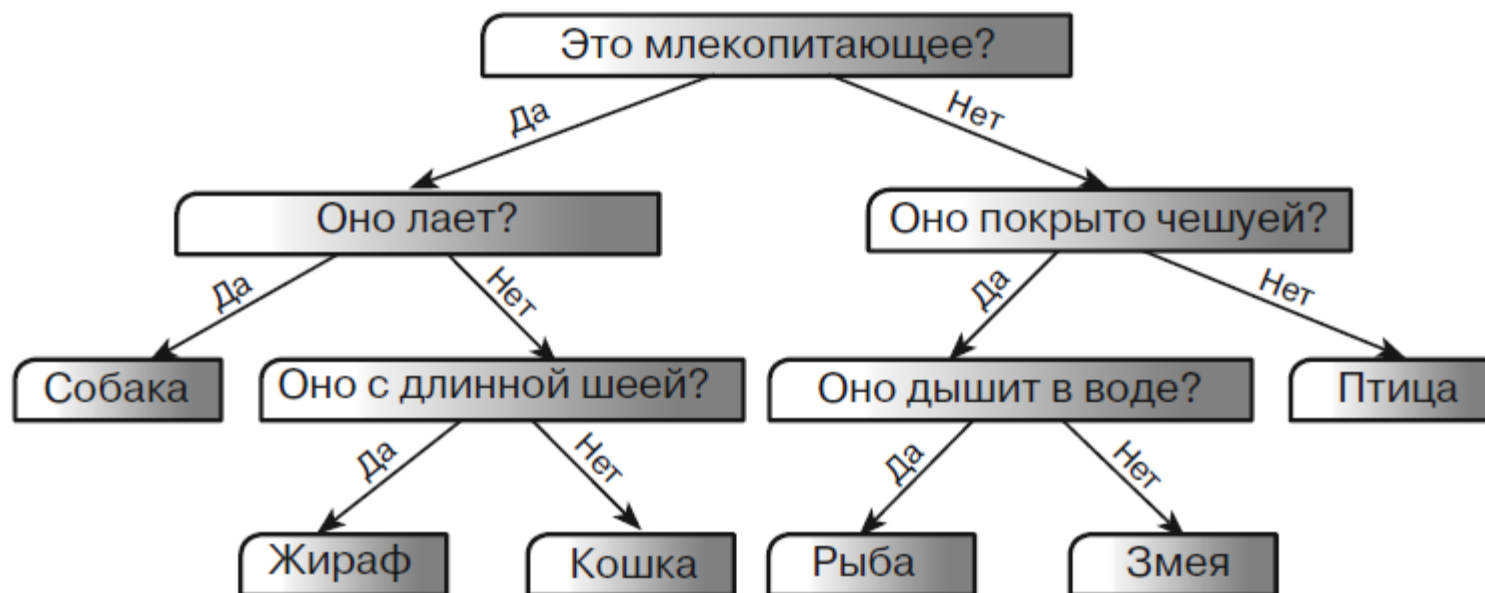 Это млекопитающее?
Да
Нет
Оно лает?
Оно покрыто чешуей?
Да
Нет
Да
Нет
Собака
Оно с длинной шеей?
Оно дышит в воде?
Птица
Да
Нет
Да
Нет
Жираф
Кошка
Рыба
Змея